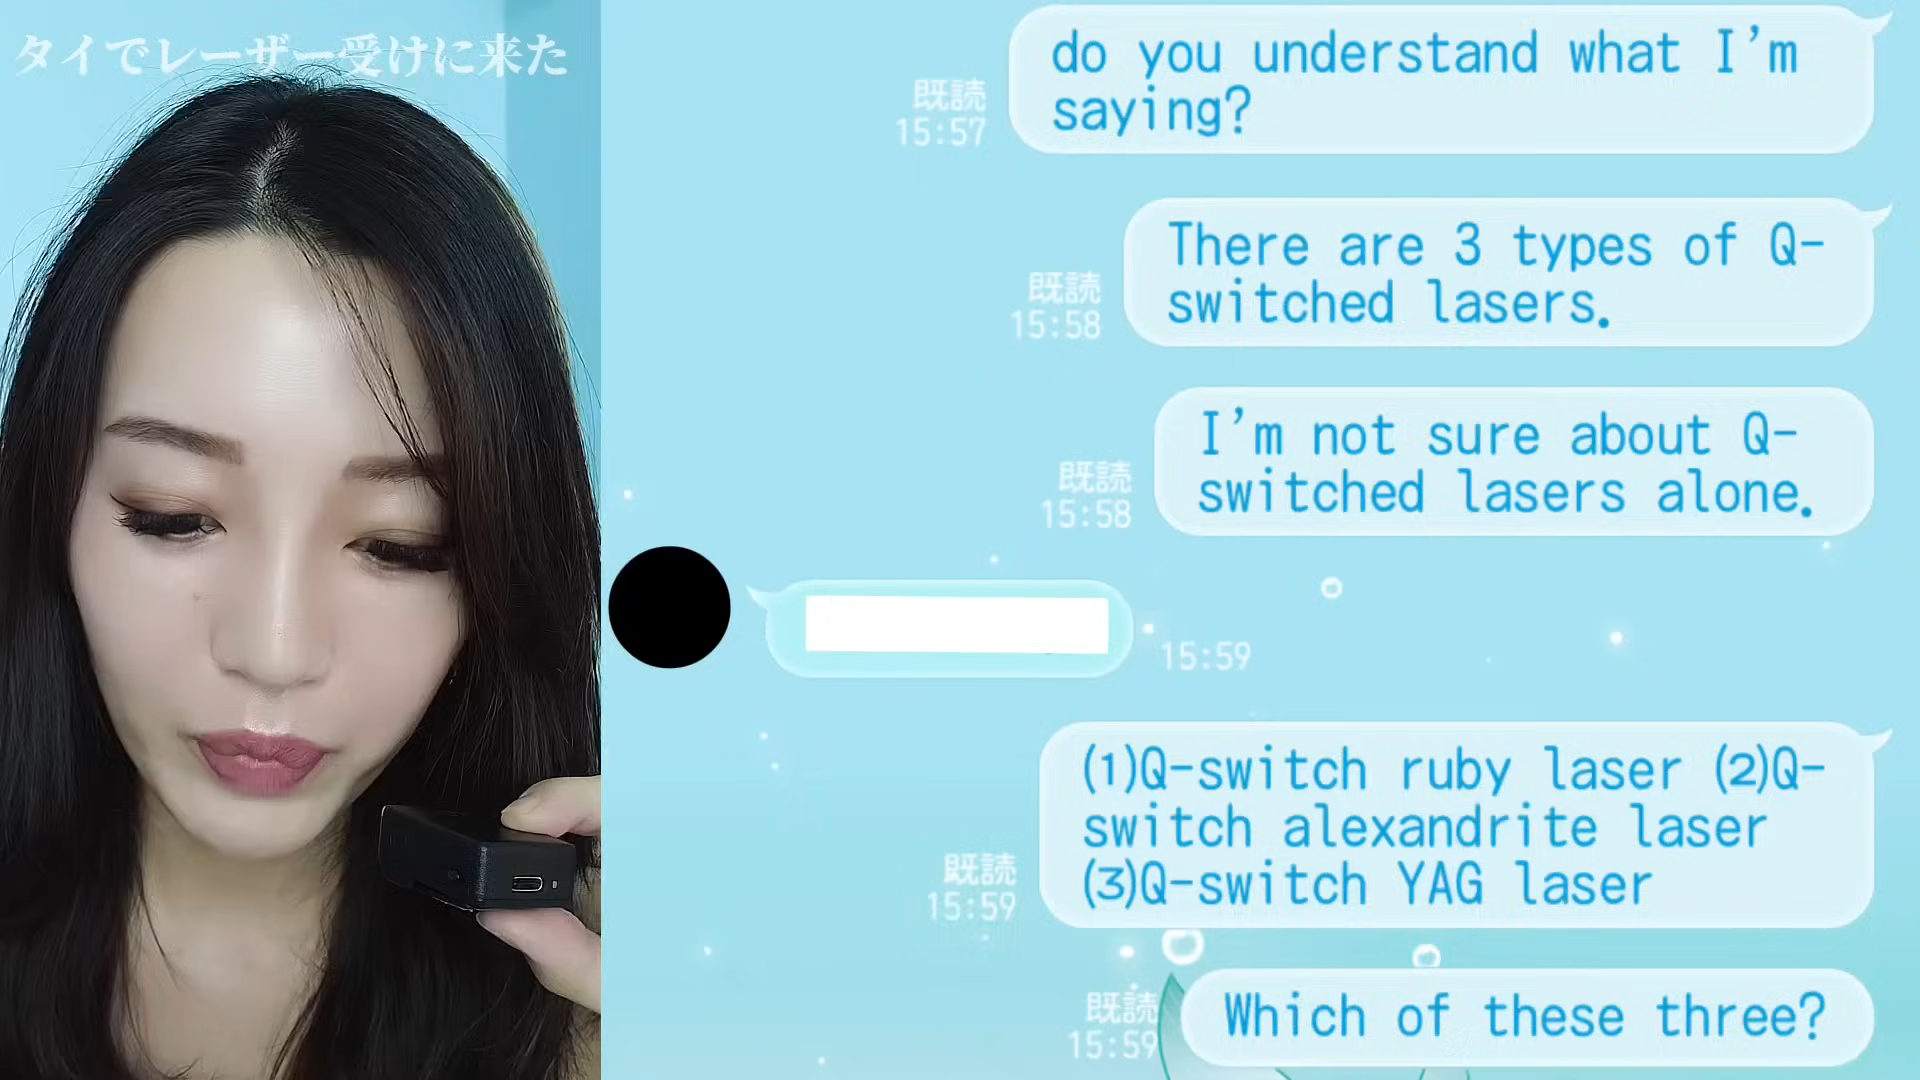 タイでレーザー受けに来た
do you understand what I'm
saying?
既読
15:57
There are 3 types of Q-
switched lasers.
既読
15:58
I'm not sure about Q-
switched lasers alone.
既読
15:58
15:59
(1)Q-switch ruby laser (2)Q-
switch alexandrite laser
(3)Q-switch YAG laser
既読
15:59
Which of these three?
既読
15:59